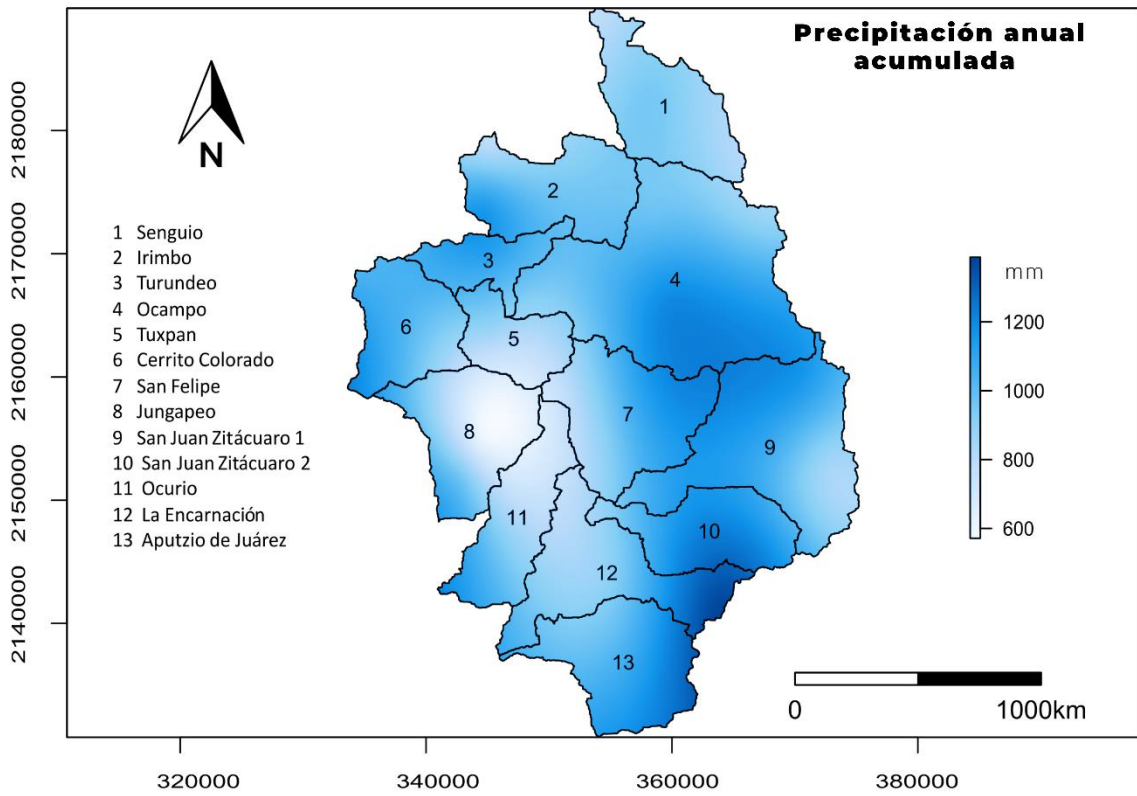 Precipitación anual
acumulada
N
1 Senguio
2 Irimbo
3 Turundeo
4 Ocampo
5 Tuxpan
6 Cerrito Colorado
7 San Felipe
8 Jungapeo
9 San Juan Zitácuaro 1
10 San Juan Zitácuaro 2
11 Ocurio
12 La Encarnación
13 Aputzio de Juárez
1
2
3
4
5
6
7
8
9
10
11
12
13
mm
1200
1000
800
600
0 1000km
2180000
2170000
2160000
2150000
2140000
320000 340000 360000 380000